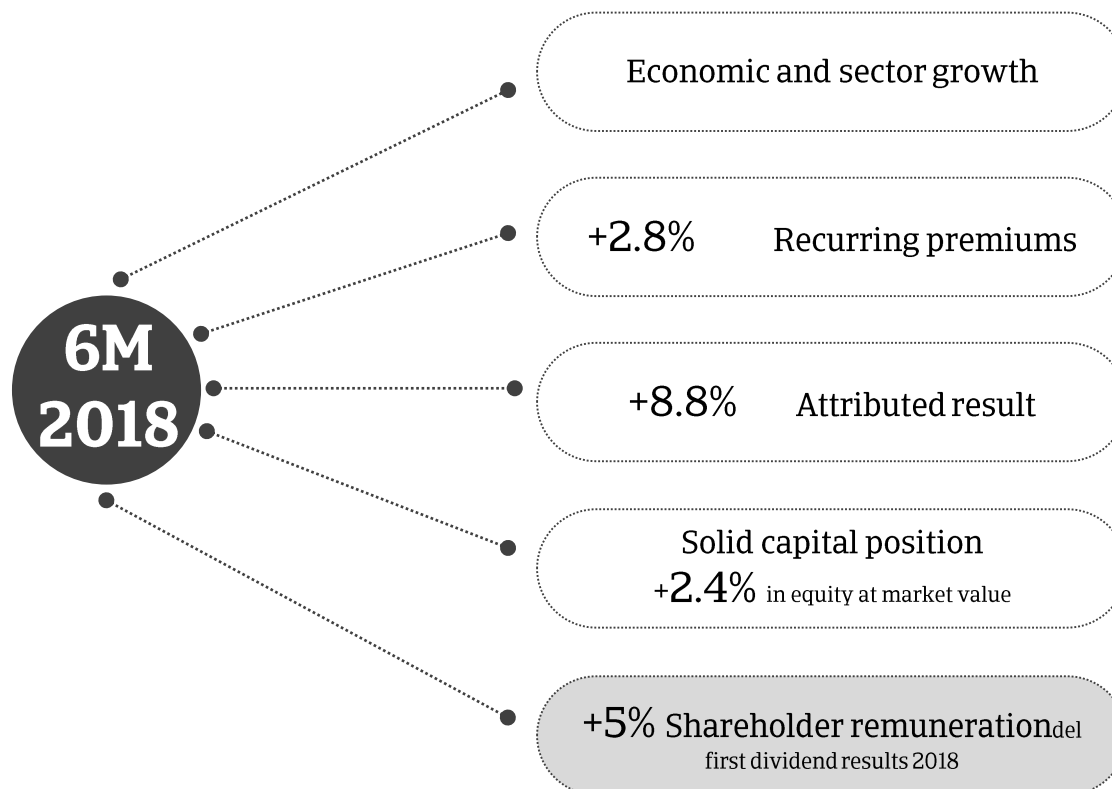 6M
2018
Economic and sector growth
+2.8% Recurring premiums
+8.8% Attributed result
Solid capital position
+2.4% in equity at market value
+5% Shareholder remunerationdel
first dividend results 2018